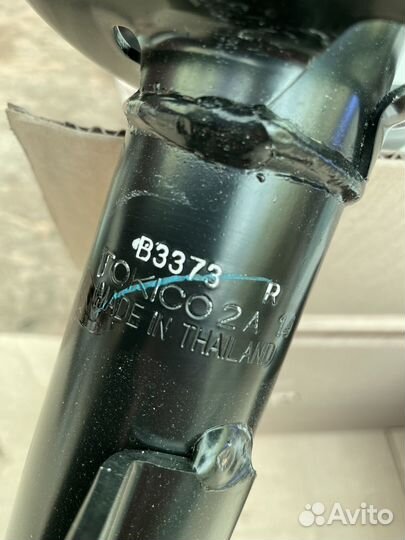 B3373 R
TOKICO 2A
MADE IN THAILAND
Avito